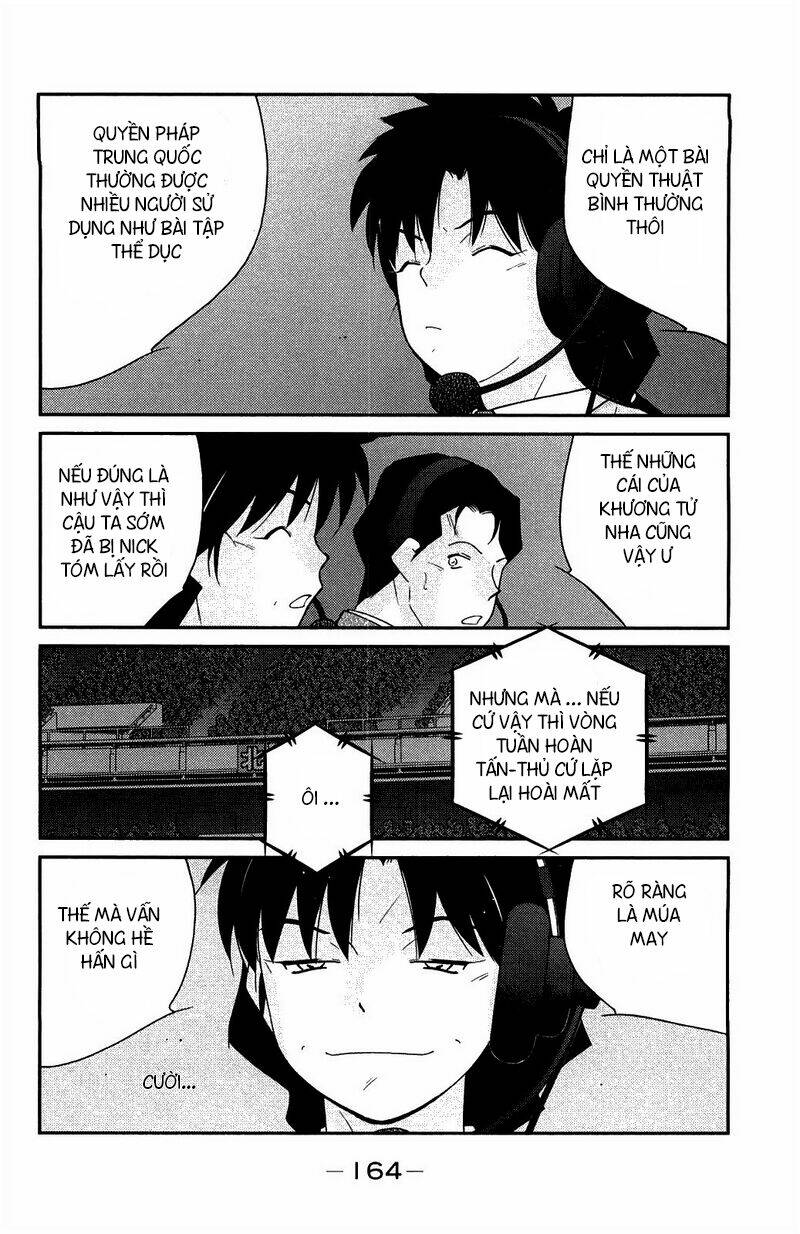 CHỈ LÀ MỘT BÀI
QUYỀN THUẬT
BÌNH THƯỜNG
THÔI
QUYỀN PHÁP
TRUNG QUỐC
THƯỜNG ĐƯỢC
NHIỀU NGƯỜI SỬ
DỤNG NHƯ BÀI TẬP
THỂ DỤC
THẾ NHỮNG
CÁI CỦA
KHƯƠNG TỬ
NHA CŨNG
VẬY Ư
NẾU ĐÚNG LÀ
NHƯ VẬY THÌ
CẬU TA SỚM
ĐÃ BỊ NICK
TÓM LẤY RỒI
NHƯNG MÀ ... NẾU
CỨ VẬY THÌ VÒNG
TUẦN HOÀN
TẤN-THỦ CỨ LẶP
LẠI HOÀI MẤT
ÔI ...
北
RÕ RÀNG
LÀ MÚA
MAY
THẾ MÀ VẨN
KHÔNG HỀ
HẤN GÌ
CƯỜI...
—164—